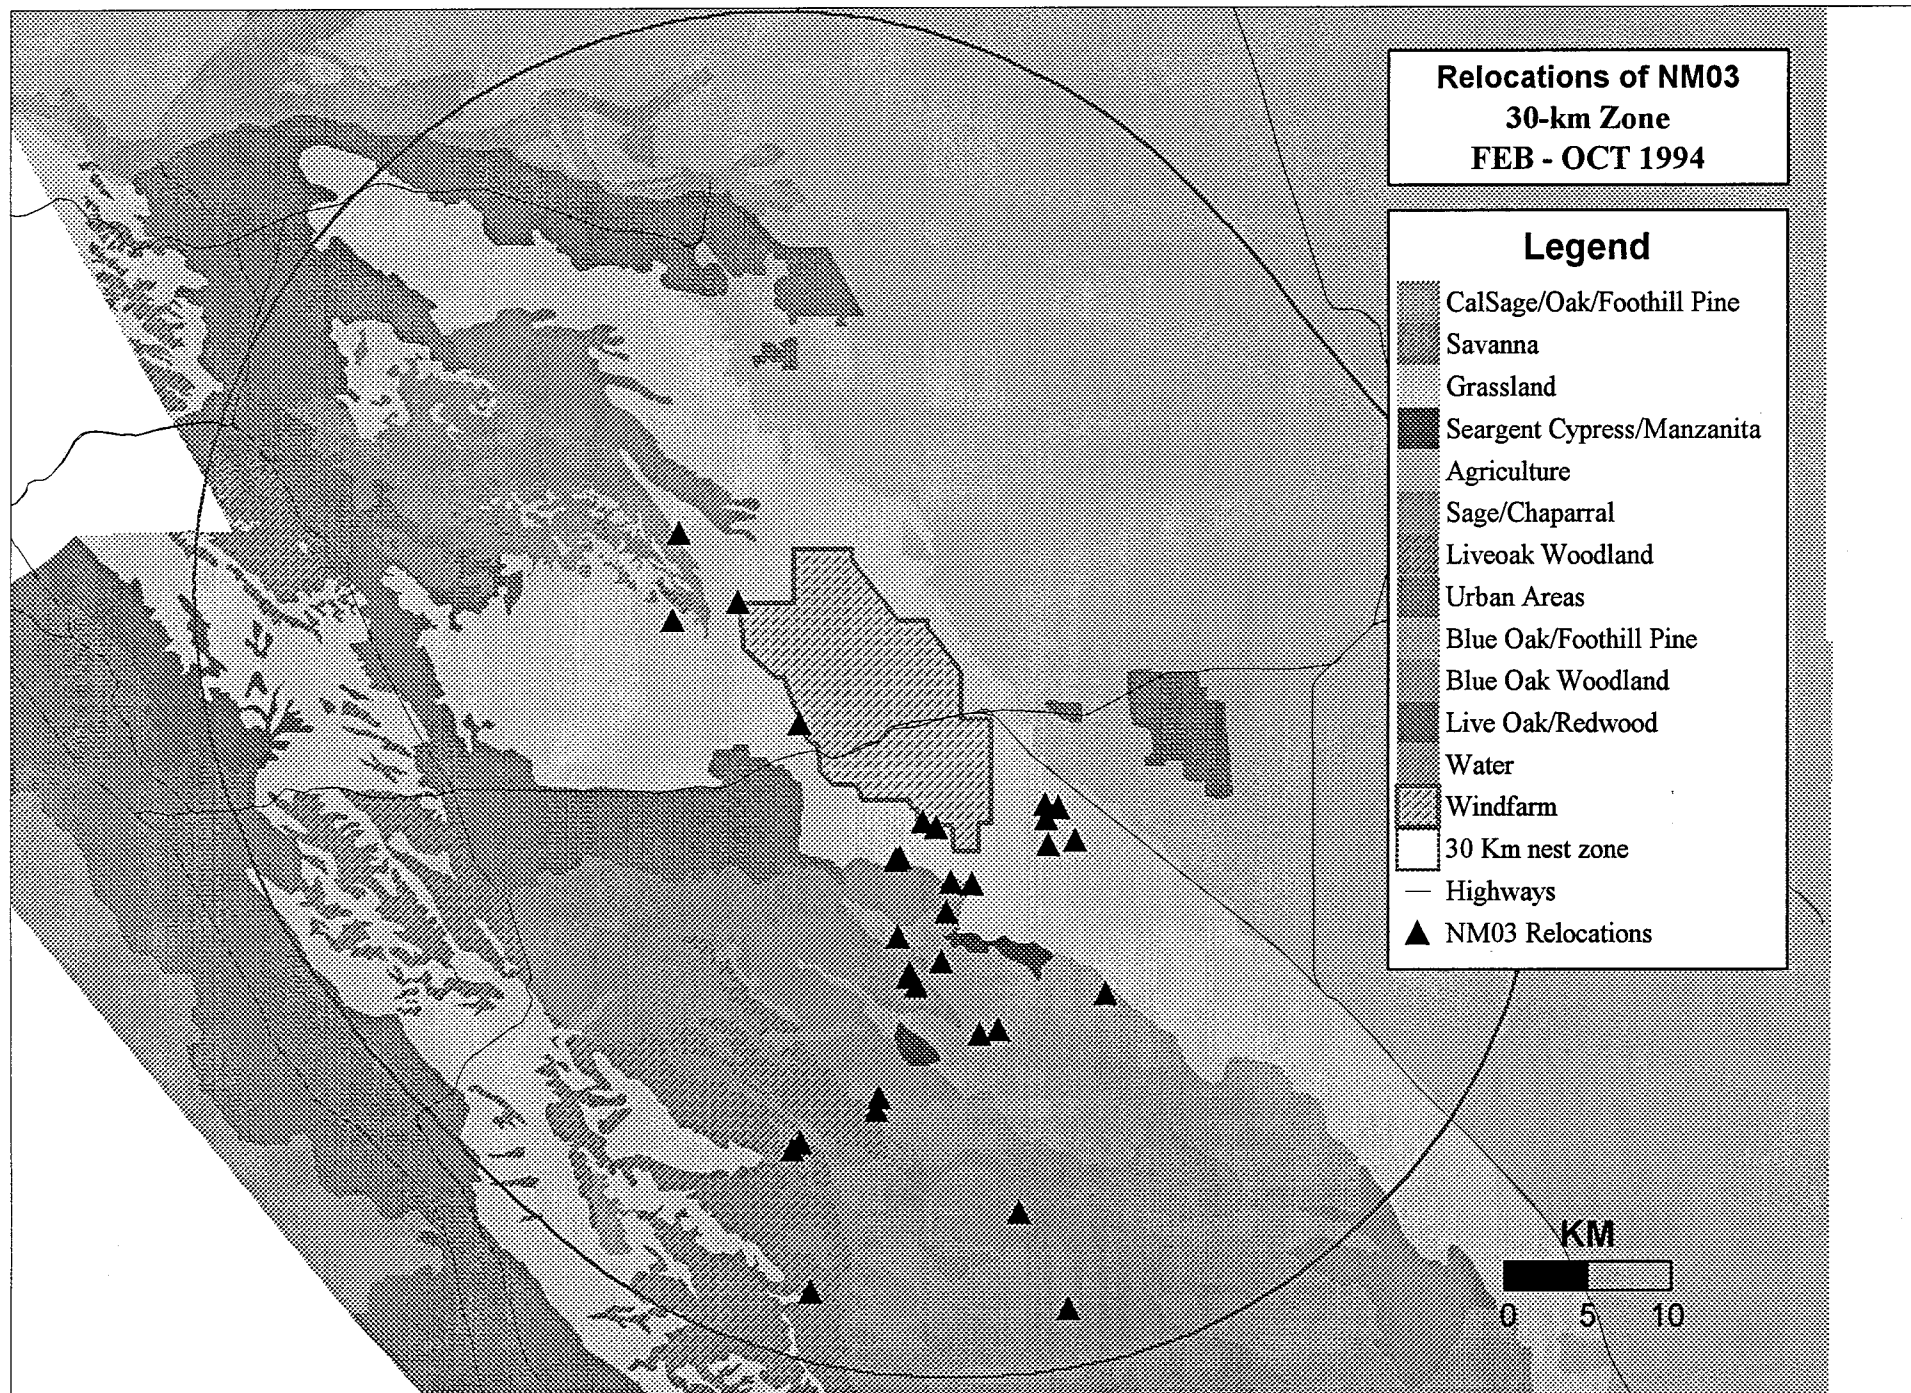 Relocations of NM03
30-km Zone
FEB - OCT 1994
Legend
CalSage/Oak/Foothill Pine
Savanna
Grassland
Seargent Cypress/Manzanita
Agriculture
Sage/Chaparral
Liveoak Woodland
Urban Areas
Blue Oak/Foothill Pine
Blue Oak Woodland
Live Oak/Redwood
Water
Windfarm
30 Km nest zone
Highways
NM03 Relocations
KM
0 5 10